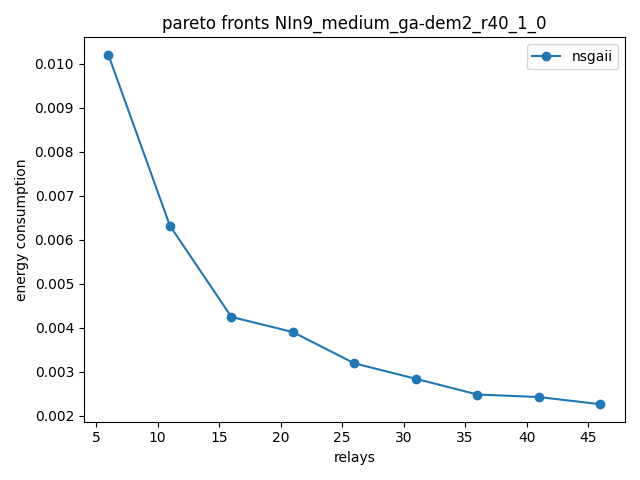 pareto fronts NIn9_medium_ga-dem2_r40_1_0
nsgaii
energy consumption
0.010
0.009
0.008
0.007
0.006
0.005
0.004
0.003
0.002
5 10 15 20 25 30 35 40 45
relays